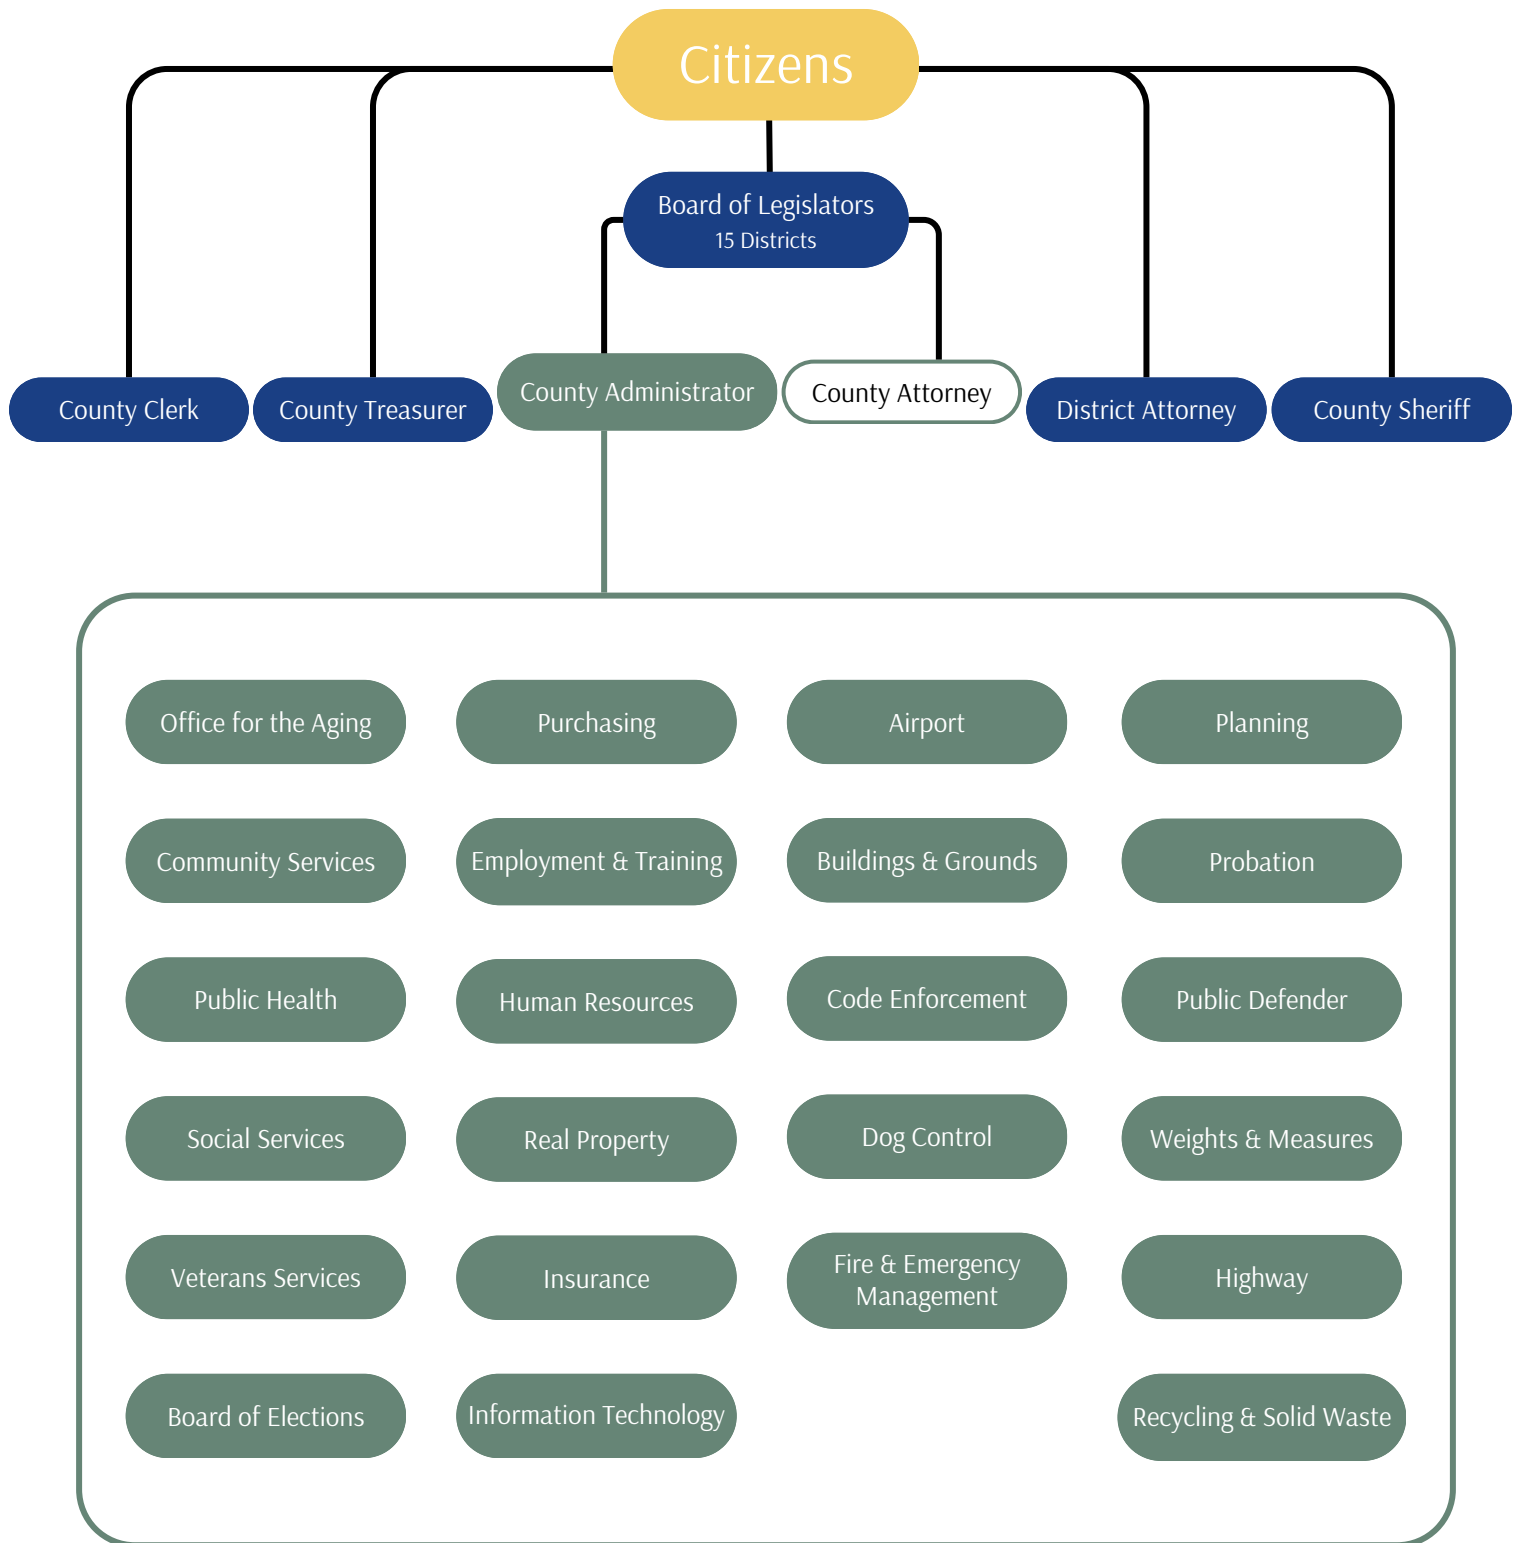 Citizens
Board of Legislators
15 Districts
County Clerk
County Treasurer
County Administrator
County Attorney
District Attorney
County Sheriff
Office for the Aging
Purchasing
Airport
Planning
Community Services
Employment & Training
Buildings & Grounds
Probation
Public Health
Human Resources
Code Enforcement
Public Defender
Social Services
Real Property
Dog Control
Weights & Measures
Veterans Services
Insurance
Fire & Emergency
Management
Highway
Board of Elections
Information Technology
Recycling & Solid Waste